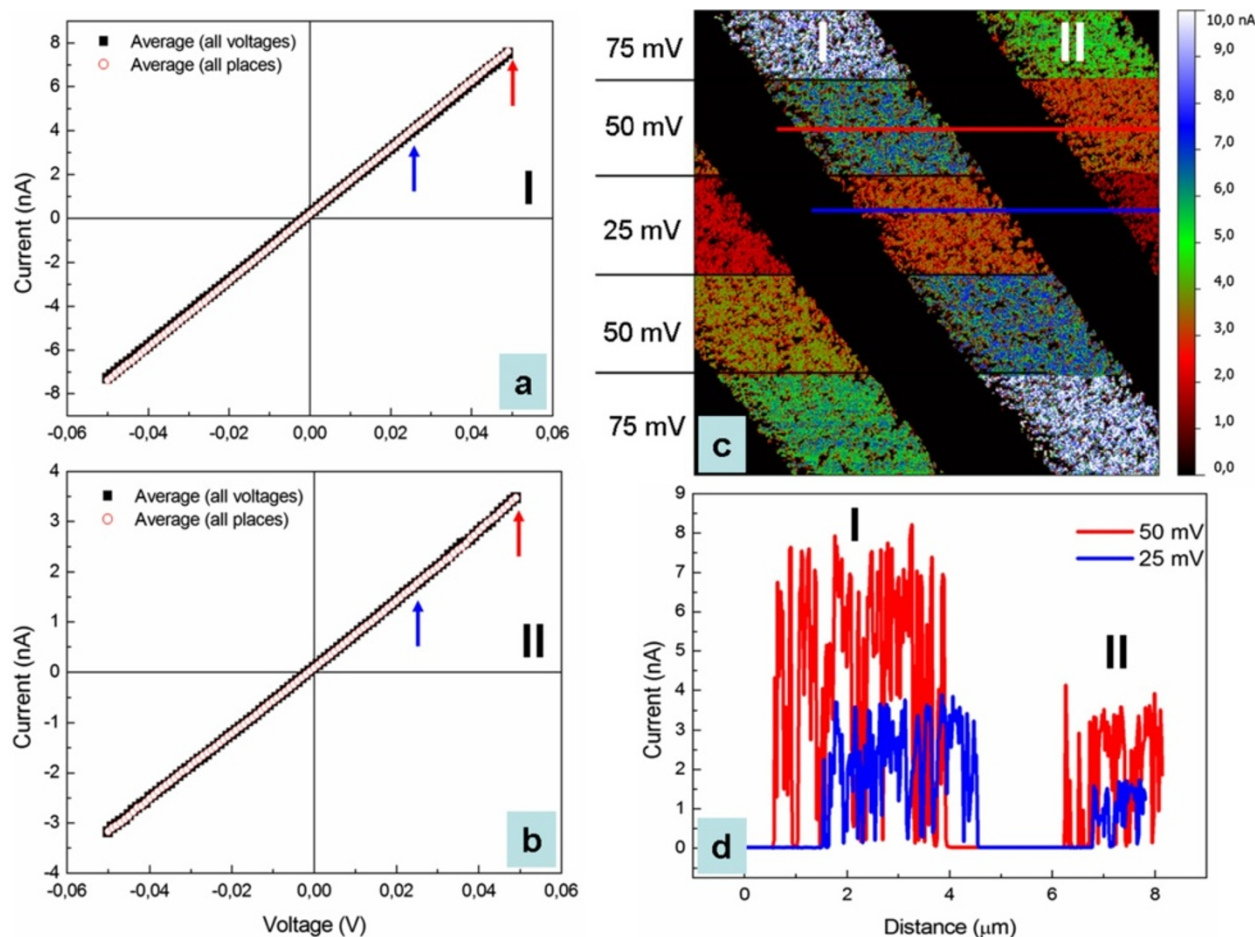 8
6
4
2
0
-2
-4
-6
-8
Current (nA)
Average (all voltages)
Average (all places)
I
a
-0,06
-0,04
-0,02
0,00
0,02
0,04
0,06
4
3
2
1
0
-1
-2
-3
-4
Current (nA)
Average (all voltages)
Average (all places)
II
b
-0,06
-0,04
-0,02
0,00
0,02
0,04
0,06
Voltage (V)
75 mV
50 mV
25 mV
50 mV
75 mV
I
II
c
10,0 nA
9,0
8,0
7,0
6,0
5,0
4,0
3,0
2,0
1,0
0,0
9
8
7
6
5
4
3
2
1
0
Current (nA)
I
II
50 mV
25 mV
d
0
2
4
6
8
Distance (μm)